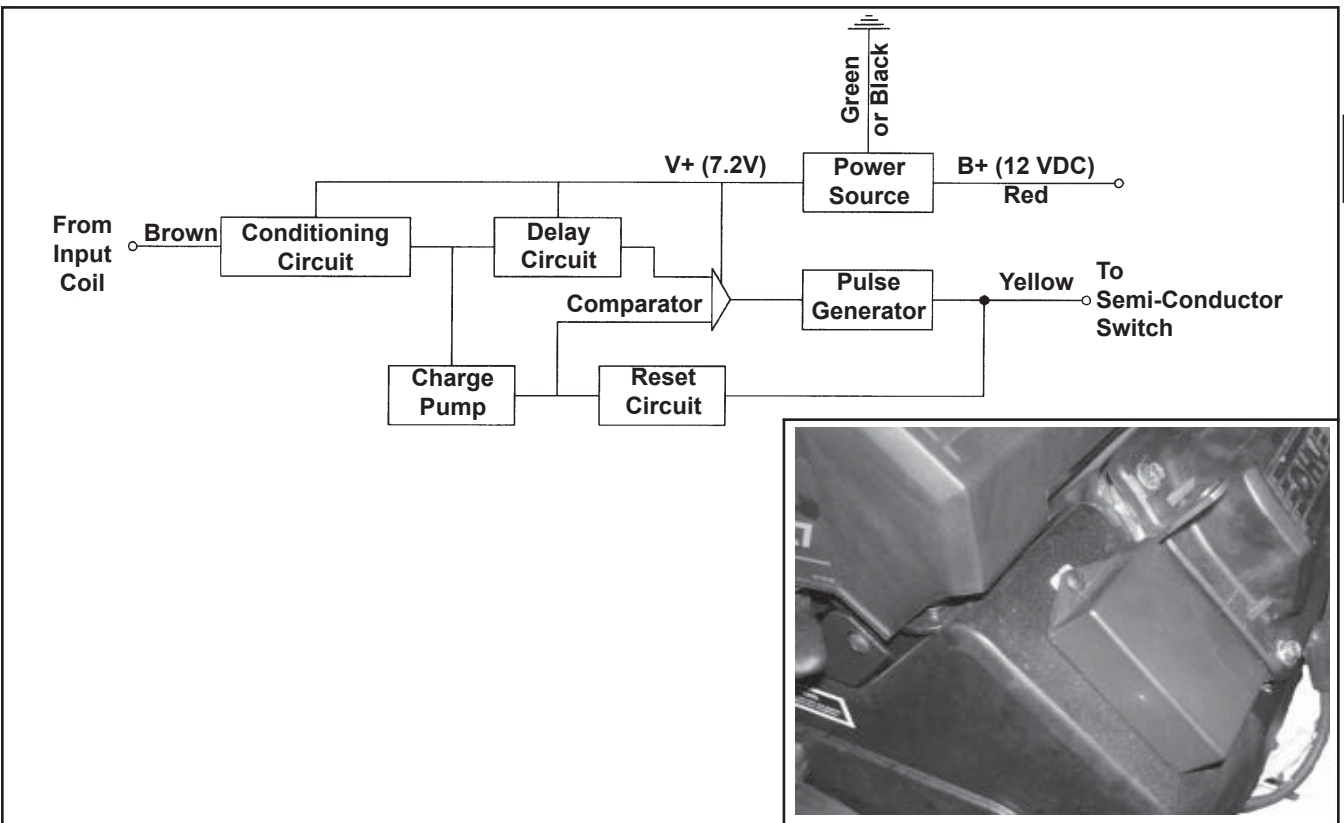 Green
or Black
V+ (7.2V)
Power
Source
B+ (12 VDC)
Red
From
Input
Coil
Brown
Conditioning
Circuit
Delay
Circuit
Comparator
Pulse
Generator
Yellow
To
Semi-Conductor
Switch
Charge
Pump
Reset
Circuit